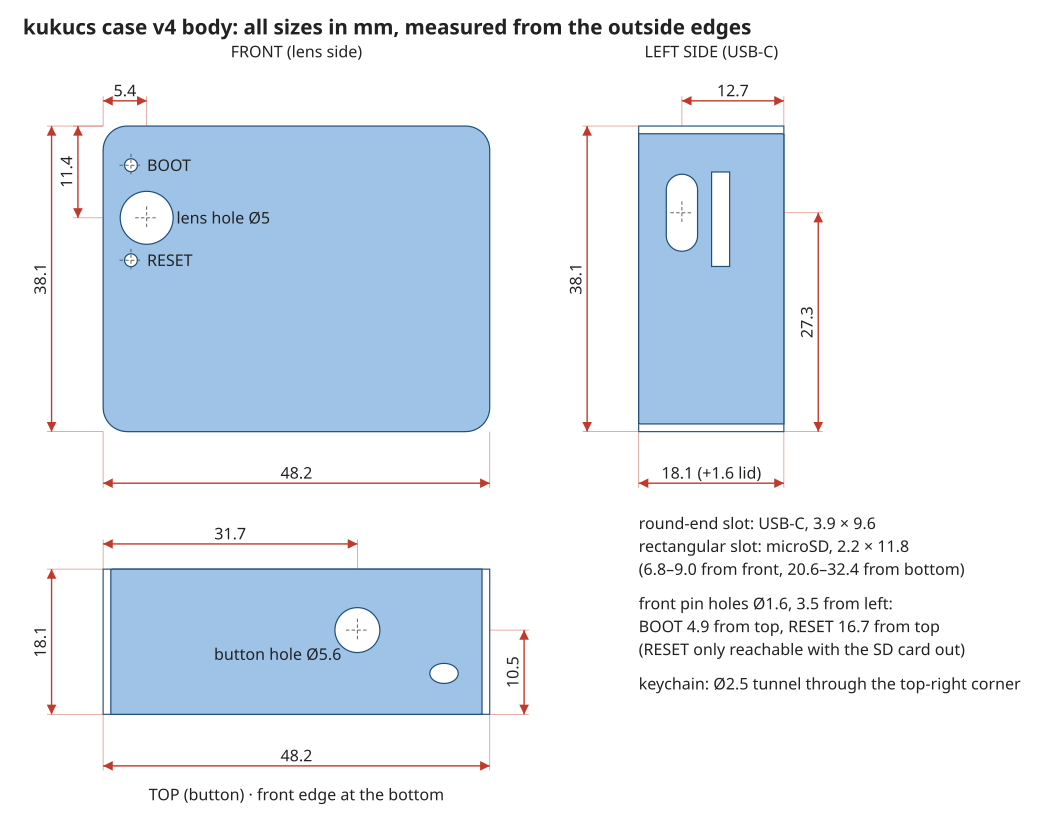 kukucs case v4 body: all sizes in mm, measured from the outside edges
FRONT (lens side)
LEFT SIDE (USB-C)
5.4
12.7
11.4
BOOT
lens hole Ø5
RESET
38.1
38.1
27.3
48.2
18.1 (+1.6 lid)
31.7
round-end slot: USB-C, 3.9 × 9.6
rectangular slot: microSD, 2.2 × 11.8
(6.8–9.0 from front, 20.6–32.4 from bottom)
front pin holes Ø1.6, 3.5 from left:
BOOT 4.9 from top, RESET 16.7 from top
(RESET only reachable with the SD card out)
keychain: Ø2.5 tunnel through the top-right corner
18.1
button hole Ø5.6
10.5
48.2
TOP (button) · front edge at the bottom